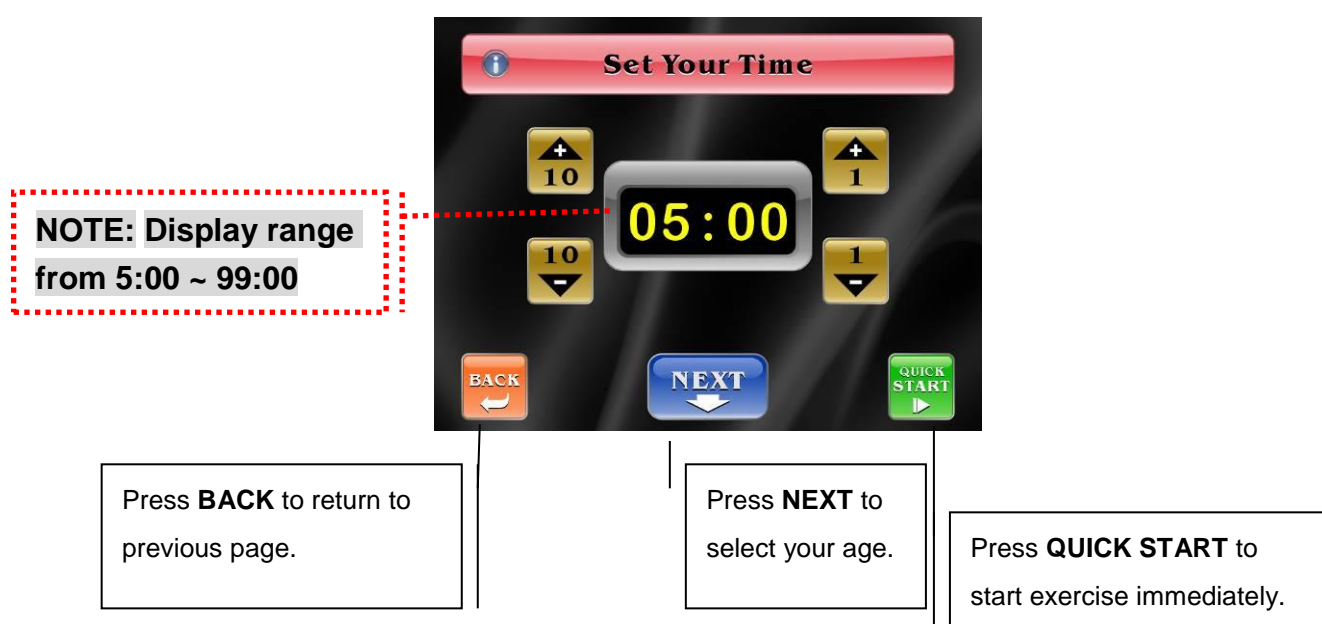 Set Your Time
+
10
+
1
NOTE: Display range
from 5:00 ~ 99:00
05:00
10
-
1
-
BACK
NEXT
QUICK
START
Press BACK to return to
previous page.
Press NEXT to
select your age.
Press QUICK START to
start exercise immediately.